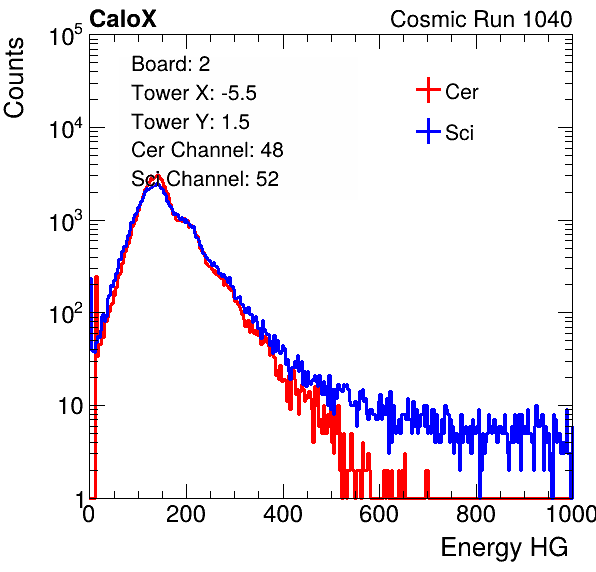 CaloX Cosmic Run 1040
Counts
10^5
10^4
10^3
10^2
10
1
Board: 2
Tower X: -5.5
Tower Y: 1.5
Cer Channel: 48
Sci Channel: 52
Cer
Sci
0 200 400 600 800 1000
Energy HG